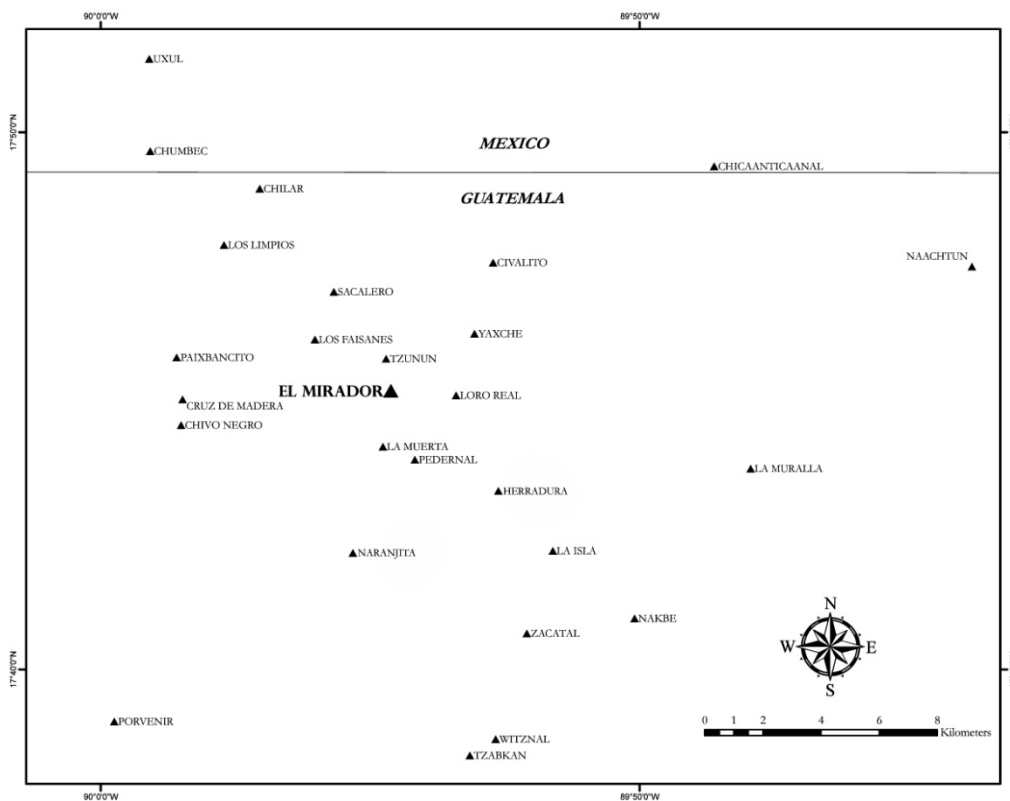 90°0'0"W
89°50'0"W
UXUL
17°50'0"N
MEXICO
CHUMBEC
CHICAANTICAANAL
CHILAR
GUATEMALA
LOS LIMPIOS
NAACHTUN
CIVALITO
SACALERO
YAXCHE
LOS FAISANES
PAIXBANCITO
TZUNUN
EL MIRADOR
LORO REAL
CRUZ DE MADERA
CHIVO NEGRO
LA MUERTA
PEDERNAL
LA MURALLA
HERRADURA
NARANJITA
LA ISLA
N
NAKBE
ZACATAL
W
E
17°40'0"N
S
PORVENIR
0 1 2 4 6 8
Kilometers
WITZNAL
TZABKAN
90°0'0"W
89°50'0"W